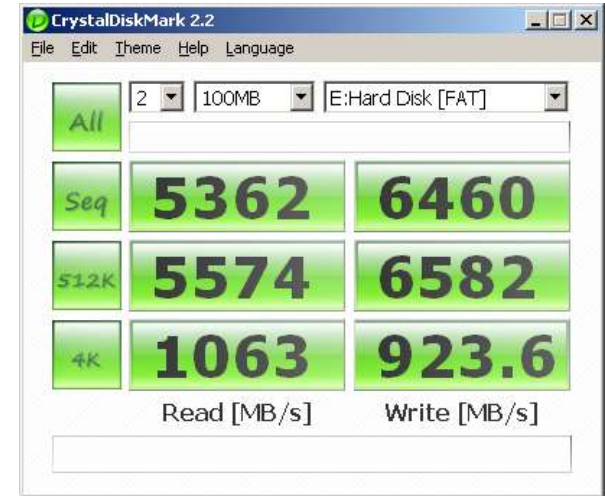 CrystalDiskMark 2.2
File Edit Theme Help Language
All 2 100MB E:Hard Disk [FAT]
Seq 5362 6460
512K 5574 6582
4K 1063 923.6
Read [MB/s] Write [MB/s]